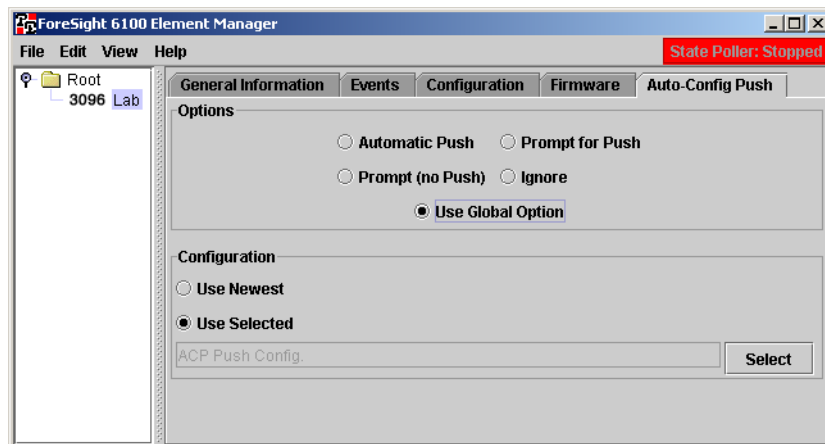 ForeSight 6100 Element Manager
File Edit View Help State Poller: Stopped
Root
3096 Lab
General Information Events Configuration Firmware Auto-Config Push
Options
Automatic Push Prompt for Push
Prompt (no Push) Ignore
Use Global Option
Configuration
Use Newest
Use Selected
ACP Push Config. Select